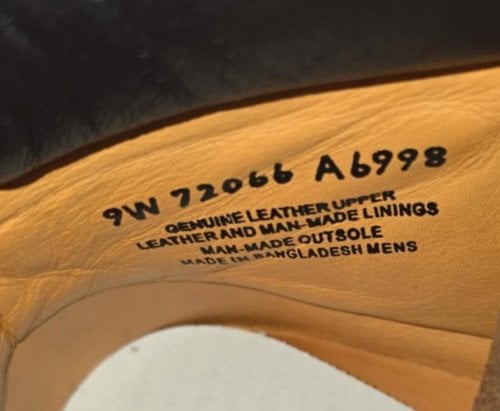 9W 72066 A6998
GENUINE LEATHER UPPER
LEATHER AND MAN-MADE LININGS
MAN-MADE OUTSOLE
MADE IN BANGLADESH MENS